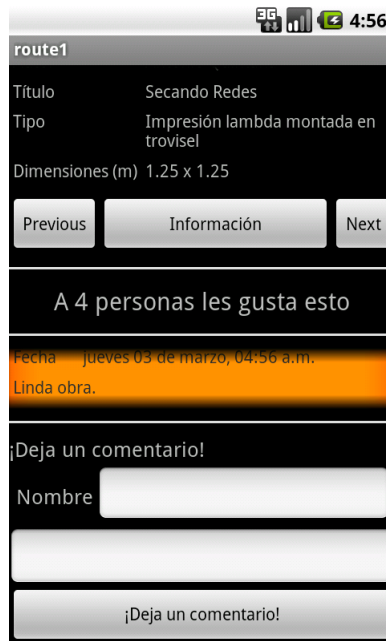 3G 4:56
route1
Título Secando Redes
Tipo Impresión lambda montada en
trovisel
Dimensiones (m) 1.25 x 1.25
Previous Información Next
A 4 personas les gusta esto
Fecha jueves 03 de marzo, 04:56 a.m.
Linda obra.
¡Deja un comentario!
Nombre
¡Deja un comentario!